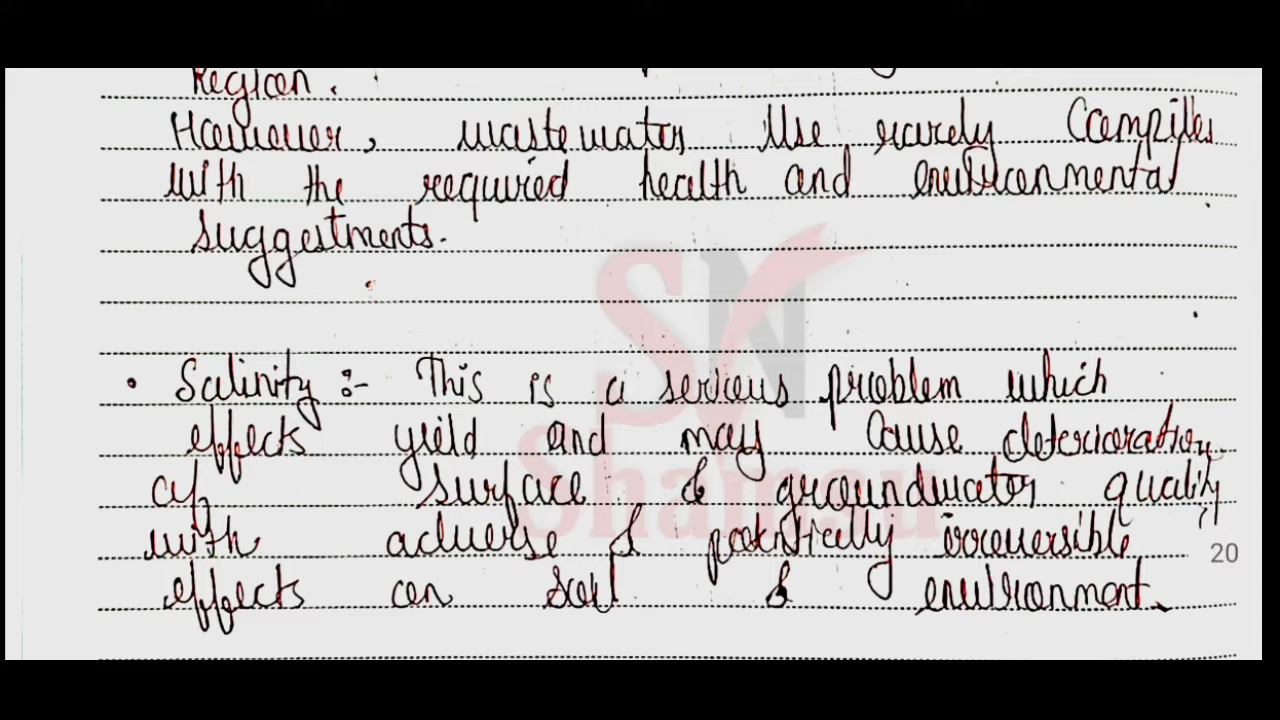 Region.
However, wastewater use rarely Complies
with the required health and environmental
suggestments.
• Salinity :- This is a serious problem which
effects yield and may cause deterioration
of surface & groundwater quality
with adverse & potentially irreversible
effects on soil & environment.
SN
Shameu
20